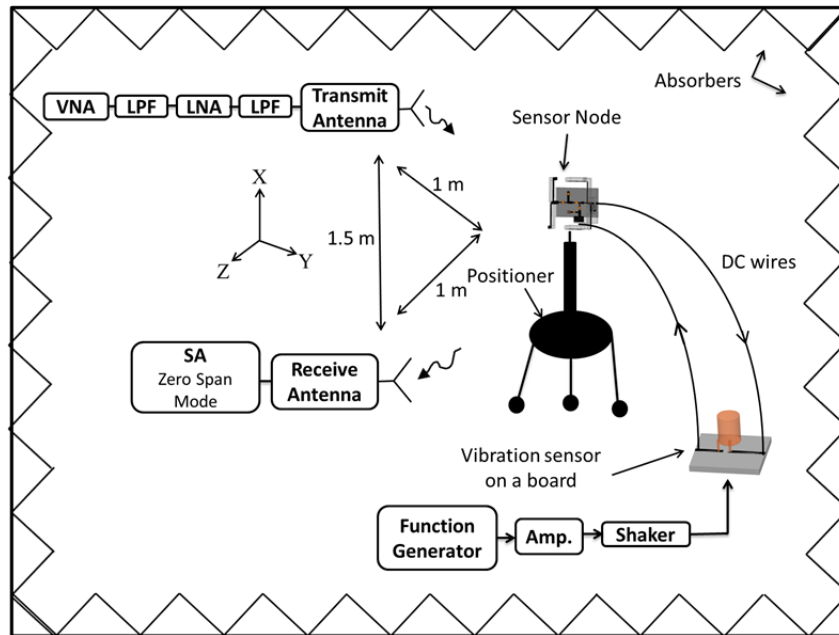 Absorbers
VNA
LPF
LNA
LPF
Transmit
Antenna
Sensor Node
1 m
X
1.5 m
Z
Y
DC wires
Positioner
1 m
SA
Zero Span
Mode
Receive
Antenna
Vibration sensor
on a board
Function
Generator
Amp.
Shaker